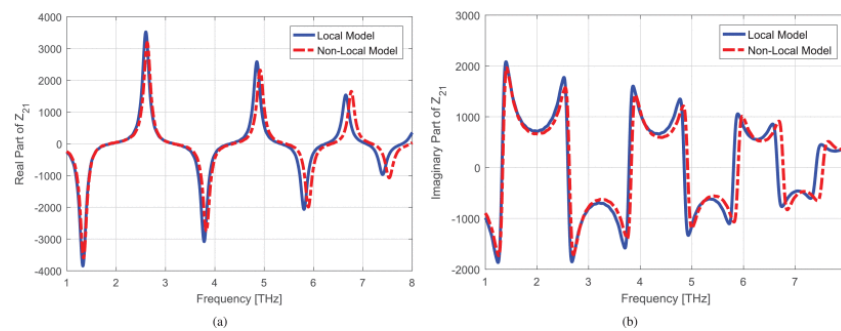 4000
3000
2000
1000
0
-1000
-2000
-3000
-4000
Real Part of Z21
1 2 3 4 5 6 7 8
Frequency [THz]
Local Model
Non-Local Model
(a)
3000
2000
1000
0
-1000
-2000
Imaginary Part of Z21
1 2 3 4 5 6 7
Frequency [THz]
Local Model
Non-Local Model
(b)